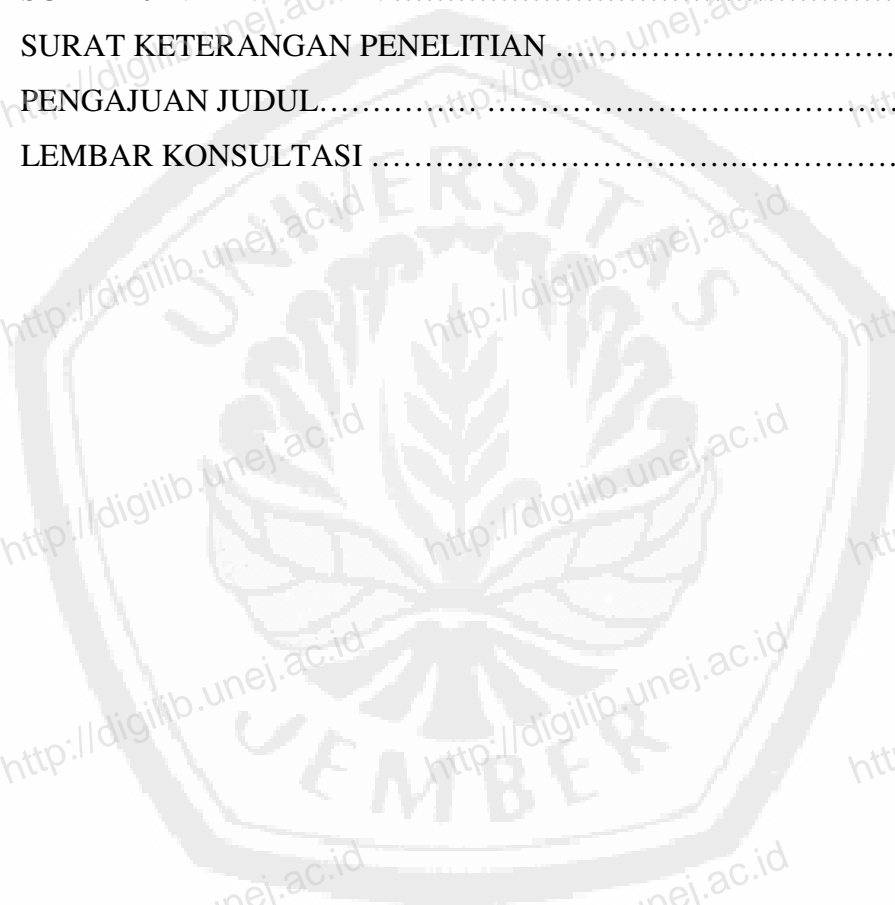 SURAT KETERANGAN PENELITIAN ……………………………
PENGAJUAN JUDUL…………… …………………….…………
LEMBAR KONSULTASI ……….…………………….…………
UNIVERSITAS
JEMBER
http://digilib.unej.ac.id
http://digilib.unej.ac.id
http://digilib.unej.ac.id
http://digilib.unej.ac.id
http://digilib.unej.ac.id
http://digilib.unej.ac.id
http://digilib.unej.ac.id
http://digilib.unej.ac.id